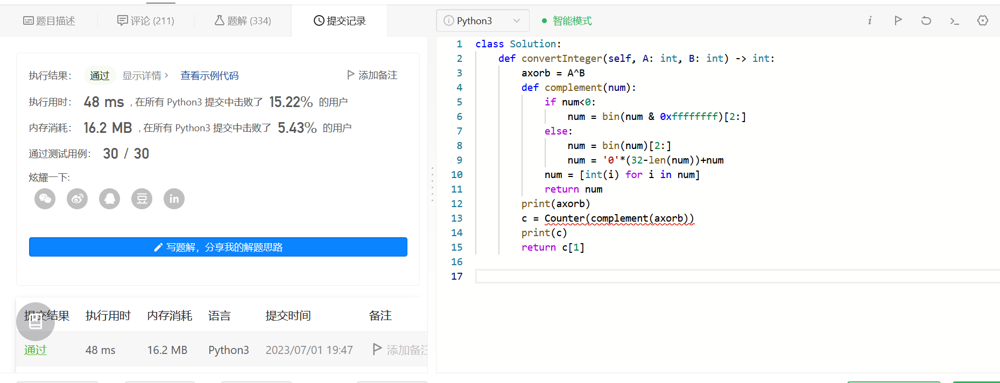 题目描述 评论 (211) 题解 (334) 提交记录
执行结果： 通过 显示详情 › 查看示例代码 添加备注
执行用时： 48 ms , 在所有 Python3 提交中击败了 15.22% 的用户
内存消耗： 16.2 MB , 在所有 Python3 提交中击败了 5.43% 的用户
通过测试用例： 30 / 30
炫耀一下:
豆 in
写题解，分享我的解题思路
提交结果 执行用时 内存消耗 语言 提交时间 备注
通过 48 ms 16.2 MB Python3 2023/07/01 19:47 添加备注
Python3 智能模式
1 class Solution:
2     def convertInteger(self, A: int, B: int) -> int:
3         axorb = A^B
4         def complement(num):
5             if num<0:
6                 num = bin(num & 0xffffffff)[2:]
7             else:
8                 num = bin(num)[2:]
9                 num = '0'*(32-len(num))+num
10             num = [int(i) for i in num]
11             return num
12         print(axorb)
13         c = Counter(complement(axorb))
14         print(c)
15         return c[1]
16
17